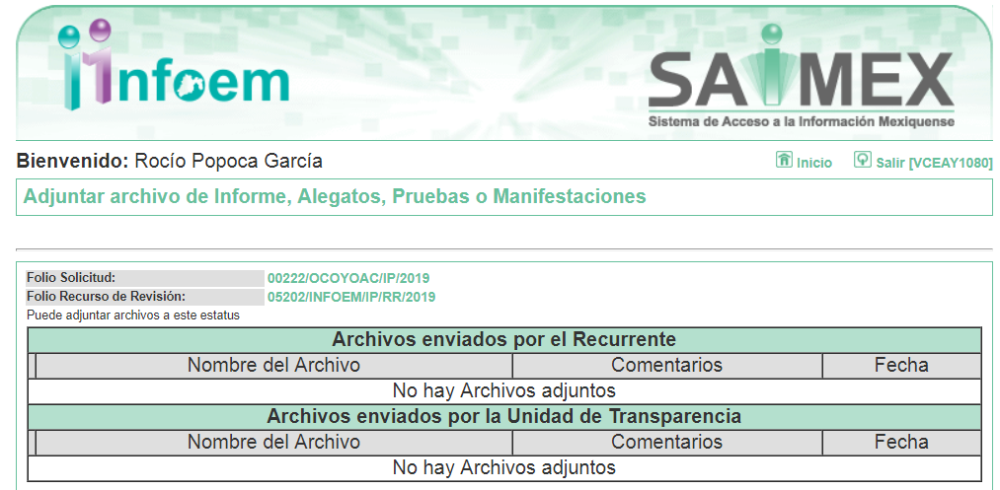 infoem
SAIMEX
Sistema de Acceso a la Información Mexiquense
Bienvenido: Rocío Popoca García
Inicio
Salir [VCEAY1080]
Adjuntar archivo de Informe, Alegatos, Pruebas o Manifestaciones
Folio Solicitud: 00222/OCOYOAC/IP/2019
Folio Recurso de Revisión: 05202/INFOEM/IP/RR/2019
Puede adjuntar archivos a este estatus
Archivos enviados por el Recurrente
Nombre del Archivo Comentarios Fecha
No hay Archivos adjuntos
Archivos enviados por la Unidad de Transparencia
Nombre del Archivo Comentarios Fecha
No hay Archivos adjuntos